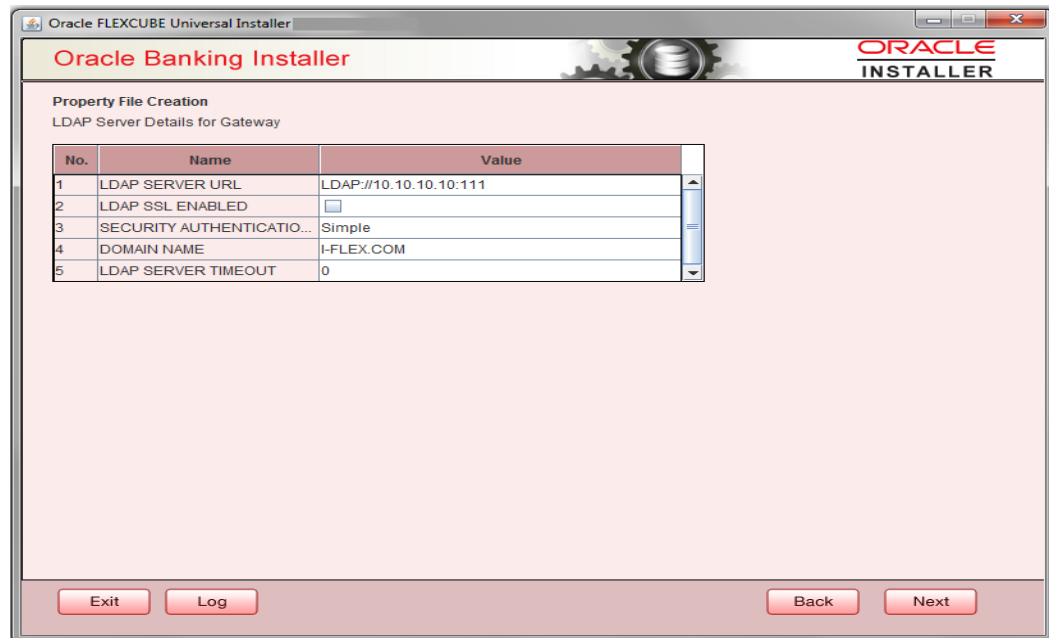 Oracle FLEXCUBE Universal Installer
Oracle Banking Installer
ORACLE
INSTALLER
Property File Creation
LDAP Server Details for Gateway
No. Name Value
1 LDAP SERVER URL LDAP://10.10.10.10:111
2 LDAP SSL ENABLED
3 SECURITY AUTHENTICATIO... Simple
4 DOMAIN NAME I-FLEX.COM
5 LDAP SERVER TIMEOUT 0
Exit Log Back Next